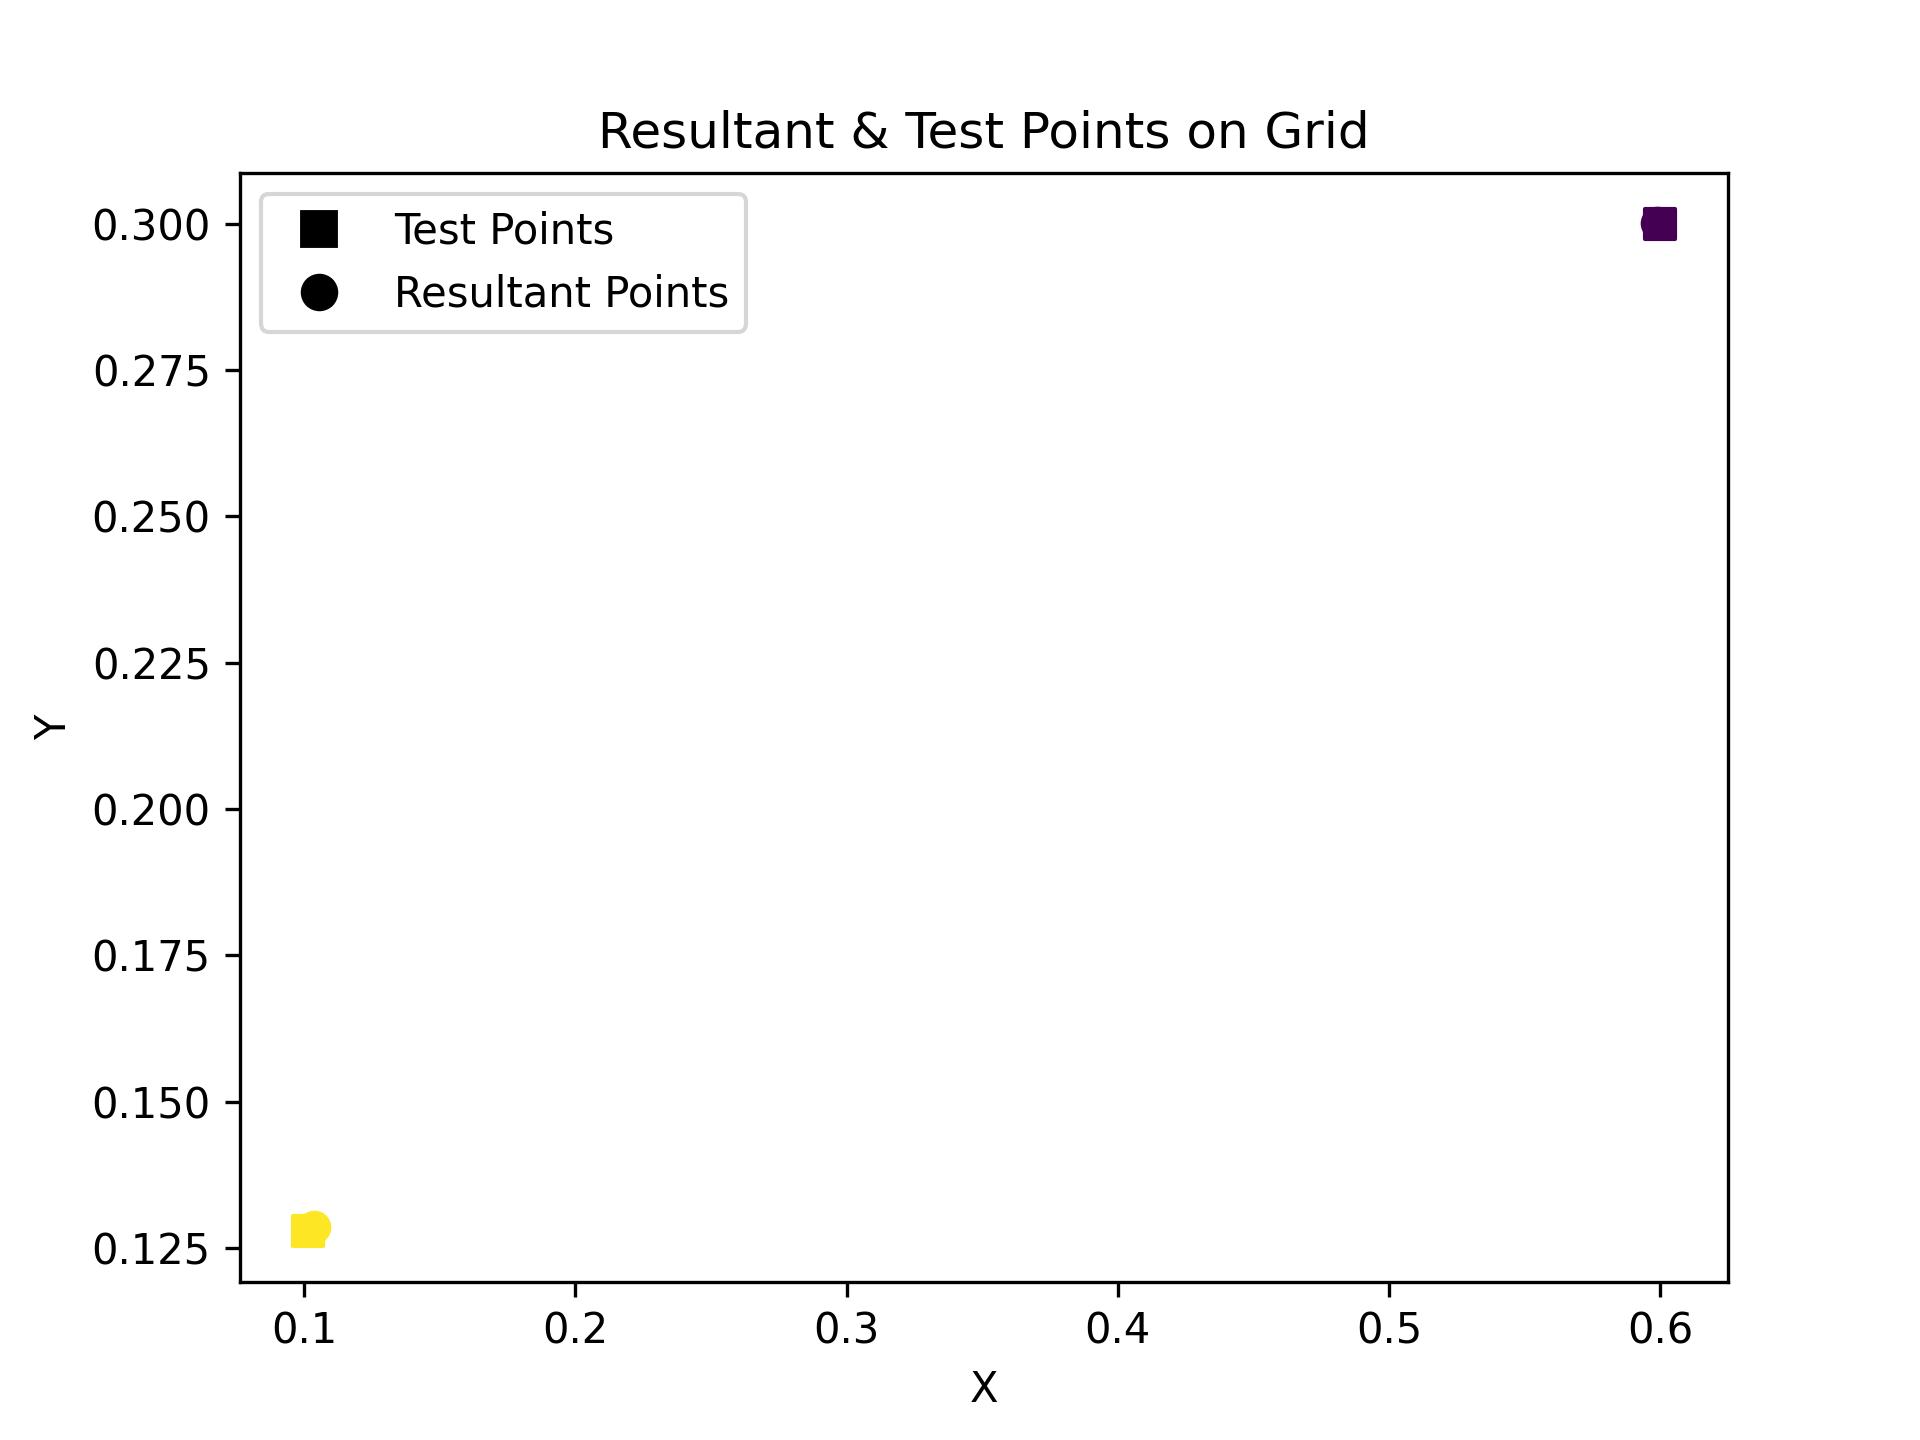 Resultant & Test Points on Grid
Test Points
Resultant Points
0.300
0.275
0.250
0.225
0.200
0.175
0.150
0.125
Y
0.1 0.2 0.3 0.4 0.5 0.6
X